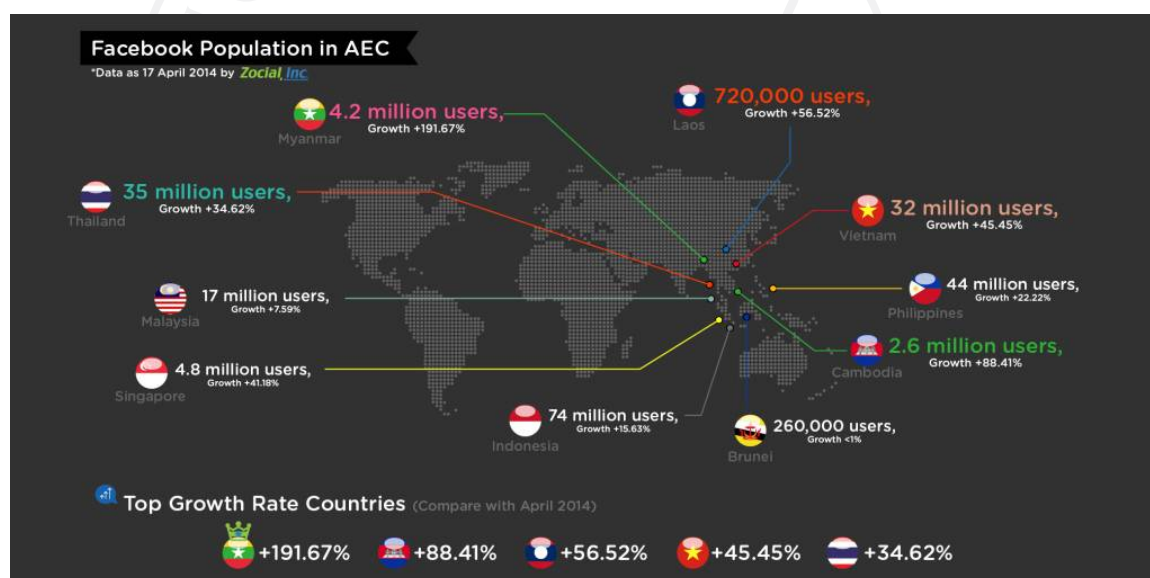 Facebook Population in AEC
*Data as 17 April 2014 by Zocial, Inc.
720,000 users,
Growth +56.52%
Laos
4.2 million users,
Growth +191.67%
Myanmar
35 million users,
Growth +34.62%
Thailand
32 million users,
Growth +45.45%
Vietnam
17 million users,
Growth +7.59%
Malaysia
44 million users,
Growth +22.22%
Philippines
2.6 million users,
Growth +88.41%
Cambodia
4.8 million users,
Growth +41.18%
Singapore
74 million users,
Growth +15.63%
Indonesia
260,000 users,
Growth <1%
Brunei
Top Growth Rate Countries (Compare with April 2014)
+191.67% +88.41% +56.52% +45.45% +34.62%